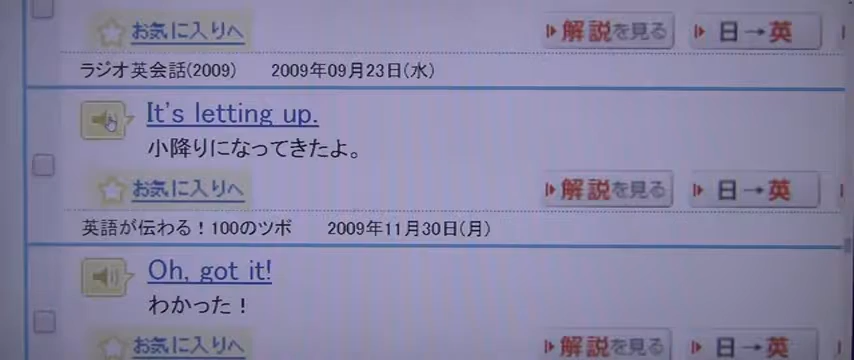 お気に入りへ 解説を見る 日→英
ラジオ英会話(2009) 2009年09月23日(水)
It's letting up.
小降りになってきたよ。
お気に入りへ 解説を見る 日→英
英語が伝わる！100のツボ 2009年11月30日(月)
Oh, got it!
わかった！
お気に入りへ 解説を見る 日→英